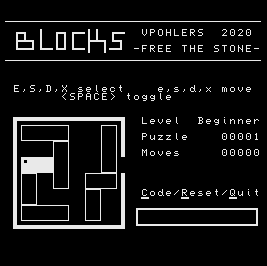 BLOCKS
VPOHLERS 2020
-FREE THE STONE-
E,S,D,X select e,s,d,x move
<SPACE> toggle
Level Beginner
Puzzle 00001
Moves 00000
Code/Reset/Quit